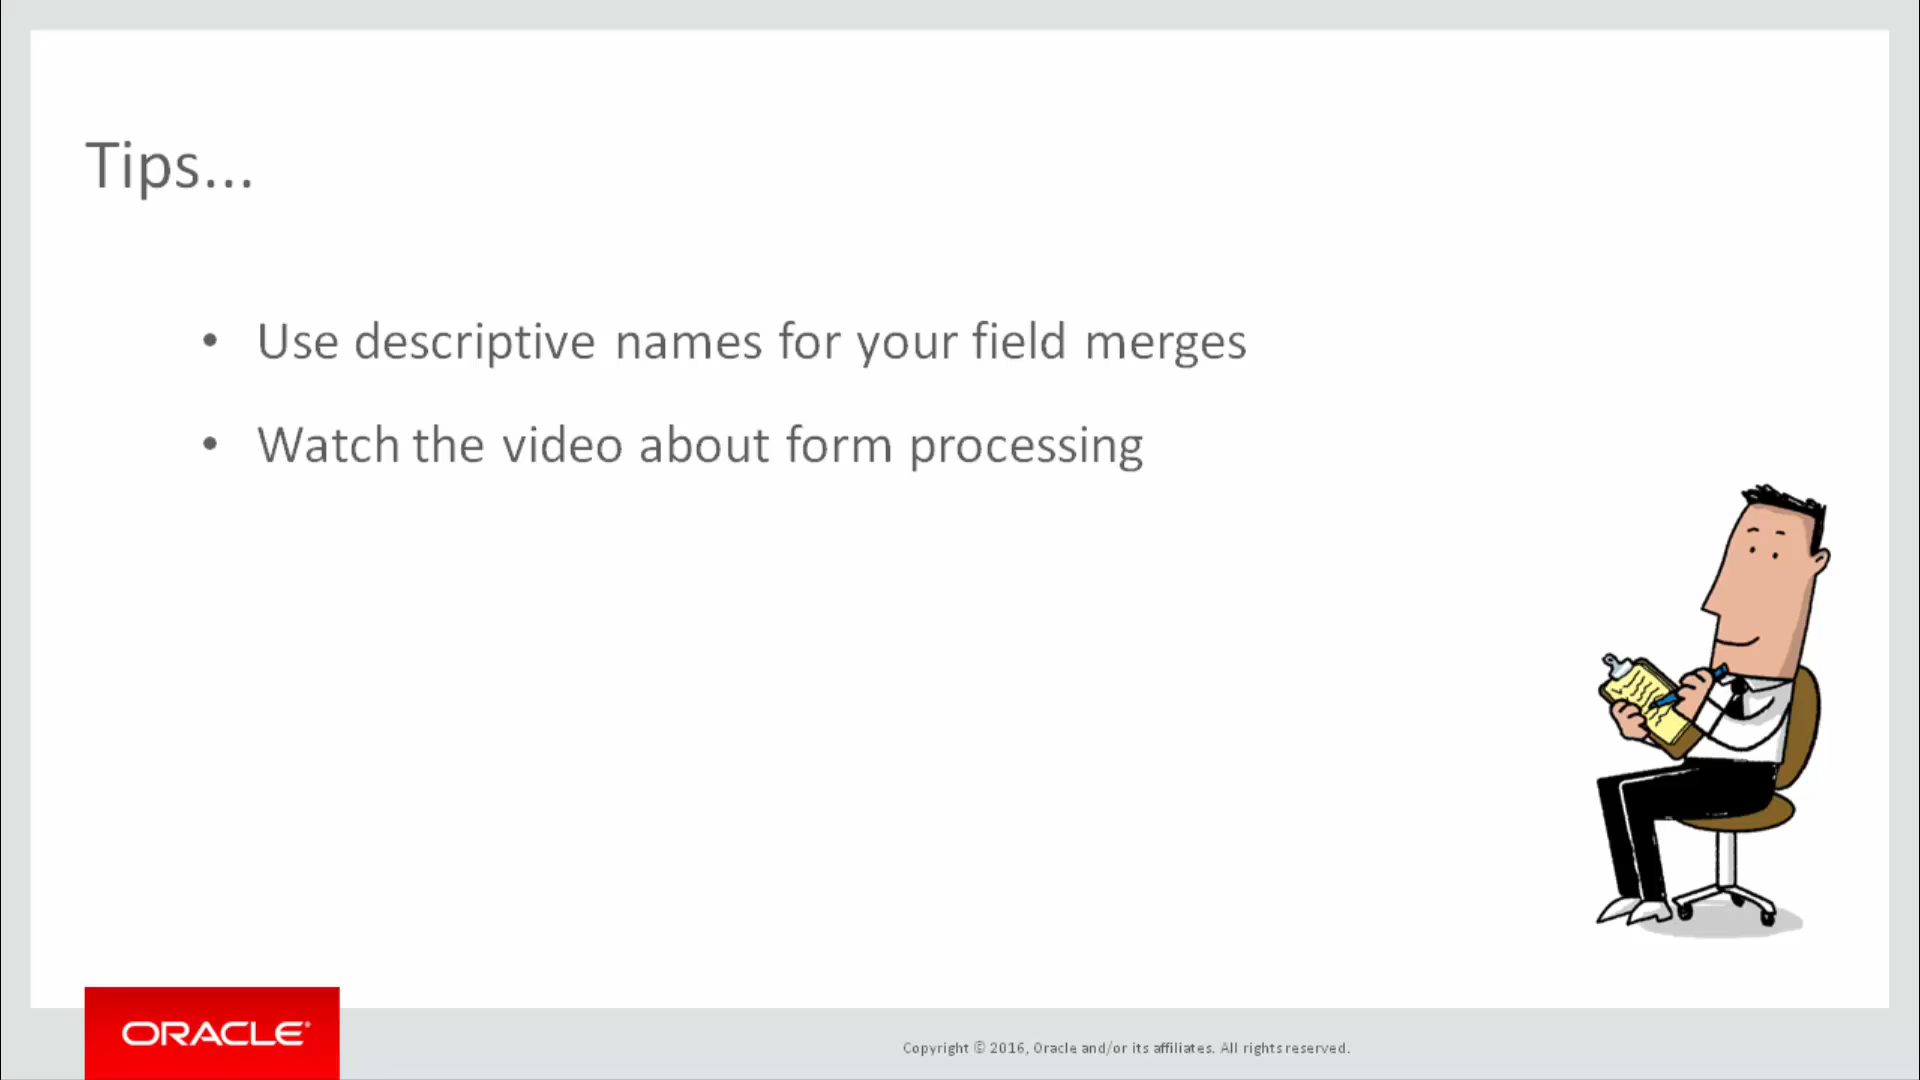 Tips...
• Use descriptive names for your field merges
• Watch the video about form processing
ORACLE®
Copyright © 2016, Oracle and/or its affiliates. All rights reserved.